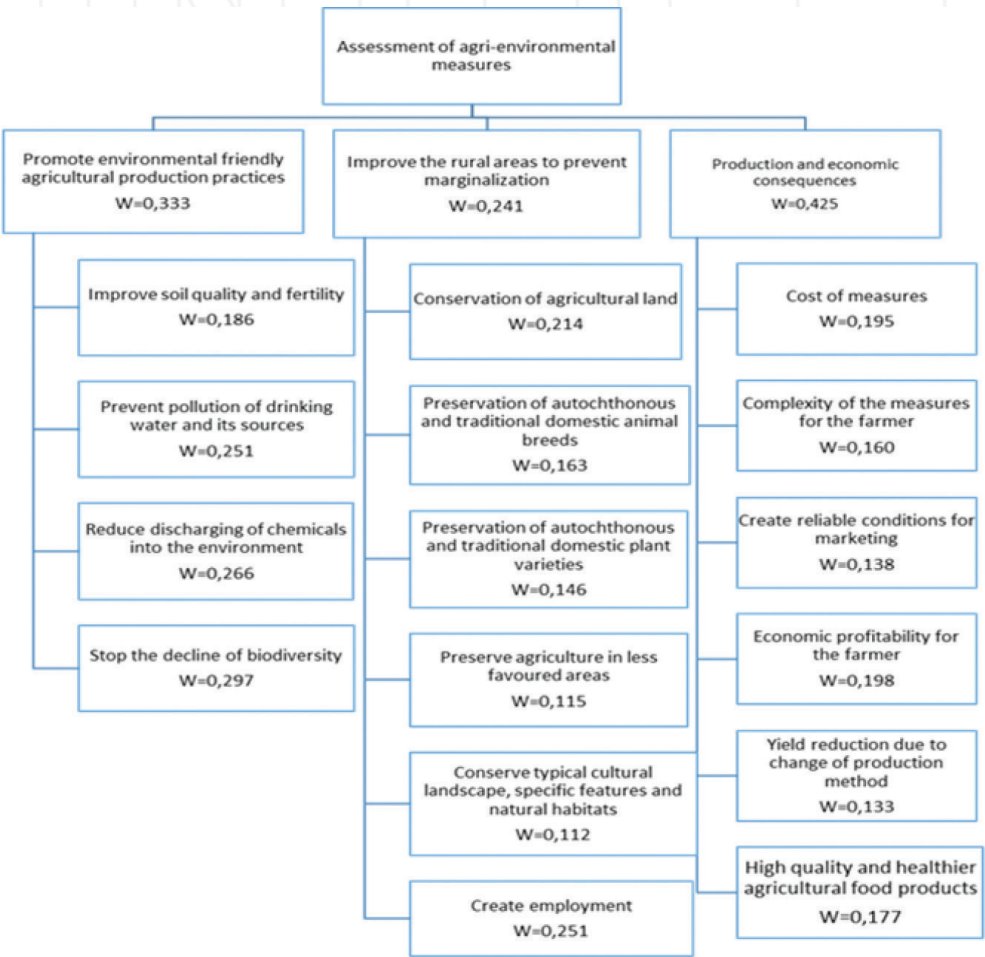 Assessment of agri-environmental
measures
Promote environmental friendly
agricultural production practices
W=0,333
Improve soil quality and fertility
W=0,186
Prevent pollution of drinking
water and its sources
W=0,251
Reduce discharging of chemicals
into the environment
W=0,266
Stop the decline of biodiversity
W=0,297
Improve the rural areas to prevent
marginalization
W=0,241
Conservation of agricultural land
W=0,214
Preservation of autochthonous
and traditional domestic animal
breeds
W=0,163
Preservation of autochthonous
and traditional domestic plant
varieties
W=0,146
Preserve agriculture in less
favoured areas
W=0,115
Conserve typical cultural
landscape, specific features and
natural habitats
W=0,112
Create employment
W=0,251
Production and economic
consequences
W=0,425
Cost of measures
W=0,195
Complexity of the measures
for the farmer
W=0,160
Create reliable conditions for
marketing
W=0,138
Economic profitability for
the farmer
W=0,198
Yield reduction due to
change of production
method
W=0,133
High quality and healthier
agricultural food products
W=0,177